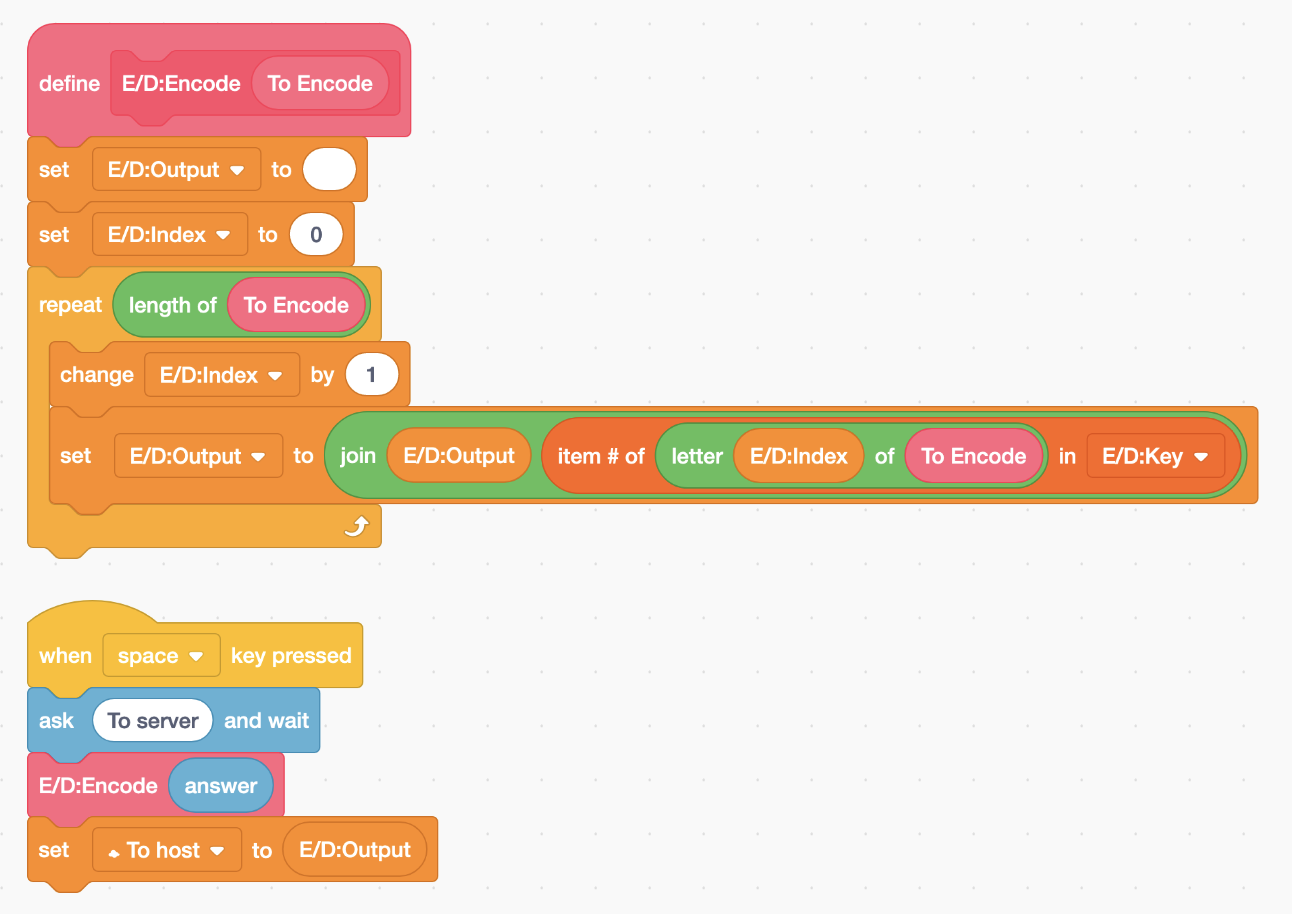 define E/D:Encode To Encode
set E/D:Output to
set E/D:Index to 0
repeat length of To Encode
change E/D:Index by 1
set E/D:Output to join E/D:Output item # of letter E/D:Index of To Encode in E/D:Key
when space key pressed
ask To server and wait
E/D:Encode answer
set To host to E/D:Output